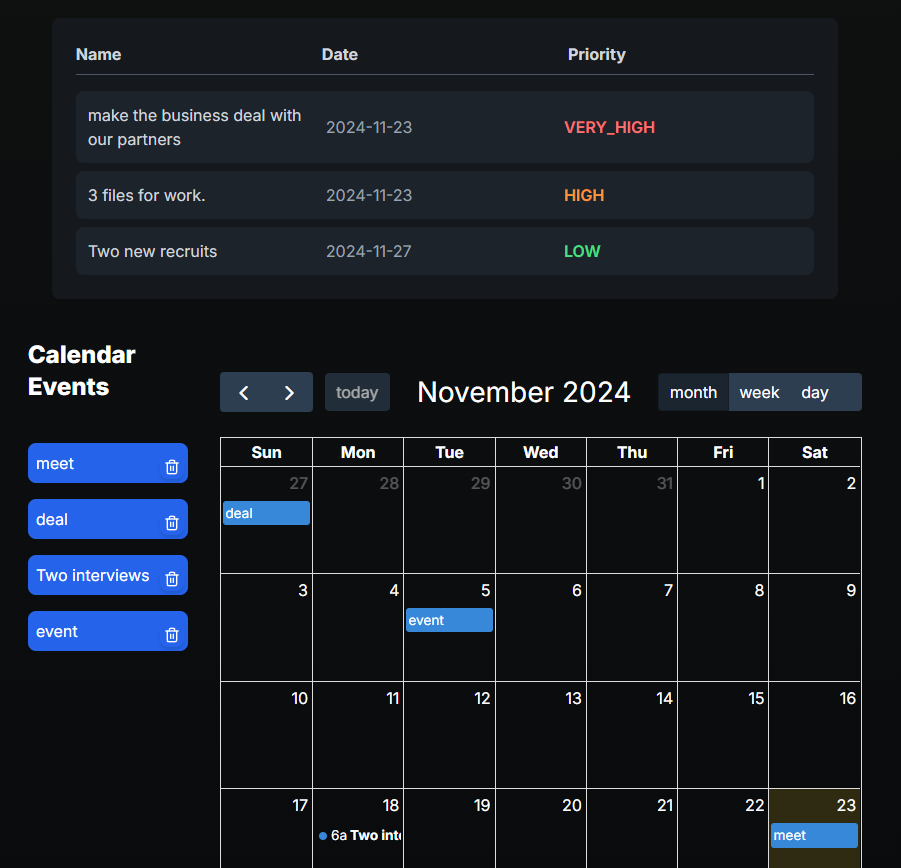 Name Date Priority
make the business deal with
our partners
2024-11-23 VERY_HIGH
3 files for work. 2024-11-23 HIGH
Two new recruits 2024-11-27 LOW
Calendar
Events
meet
deal
Two interviews
event
today November 2024 month week day
Sun Mon Tue Wed Thu Fri Sat
27 28 29 30 31 1 2
deal
3 4 5 6 7 8 9
event
10 11 12 13 14 15 16
17 18 19 20 21 22 23
6a Two inte
meet